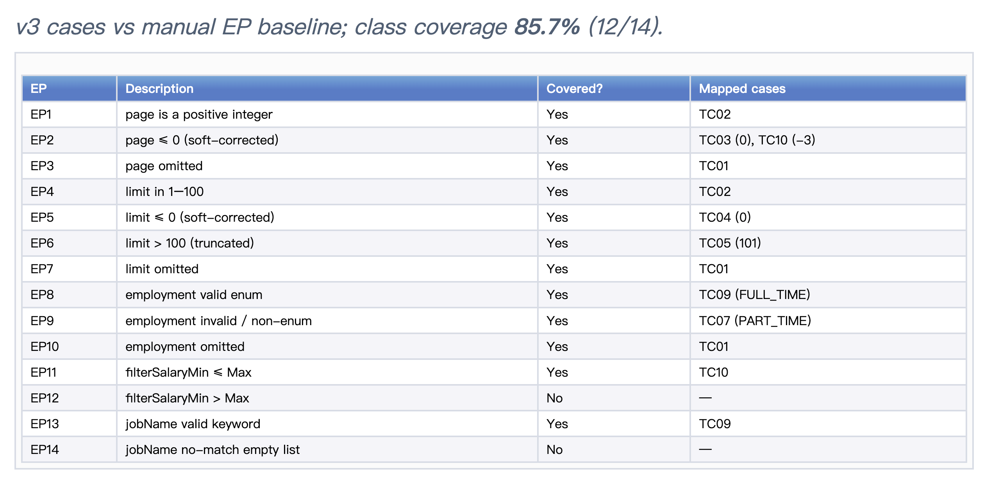 v3 cases vs manual EP baseline; class coverage 85.7% (12/14).
EP Description Covered? Mapped cases
EP1 page is a positive integer Yes TC02
EP2 page ⩽ 0 (soft-corrected) Yes TC03 (0), TC10 (-3)
EP3 page omitted Yes TC01
EP4 limit in 1—100 Yes TC02
EP5 limit ⩽ 0 (soft-corrected) Yes TC04 (0)
EP6 limit > 100 (truncated) Yes TC05 (101)
EP7 limit omitted Yes TC01
EP8 employment valid enum Yes TC09 (FULL_TIME)
EP9 employment invalid / non-enum Yes TC07 (PART_TIME)
EP10 employment omitted Yes TC01
EP11 filterSalaryMin ⩽ Max Yes TC10
EP12 filterSalaryMin > Max No —
EP13 jobName valid keyword Yes TC09
EP14 jobName no-match empty list No —